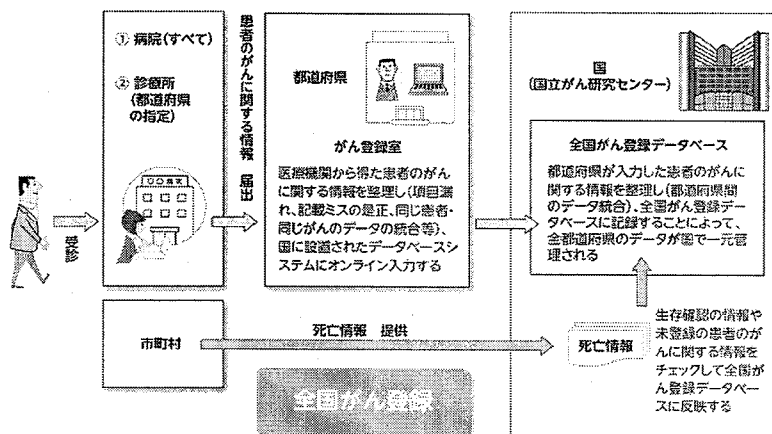 ① 病院(すべて)
② 診療所
(都道府県
の指定)
受診
患者のがんに関する情報 届出
都道府県
がん登録室
医療機関から得た患者のがん
に関する情報を整理し(項目漏
れ、記載ミスの是正、同じ患者・
同じがんのデータの統合等)、
国に設置されたデータベースシ
ステムにオンライン入力する
国
(国立がん研究センター)
全国がん登録データベース
都道府県が入力した患者のがんに
関する情報を整理し(都道府県間
のデータ統合)、全国がん登録デー
タベースに記録することによって、
全都道府県のデータが国で一元管
理される
市町村
死亡情報 提供
死亡情報
生存確認の情報や
未登録の患者のが
んに関する情報を
チェックして全国が
ん登録データベー
スに反映する
全国がん登録